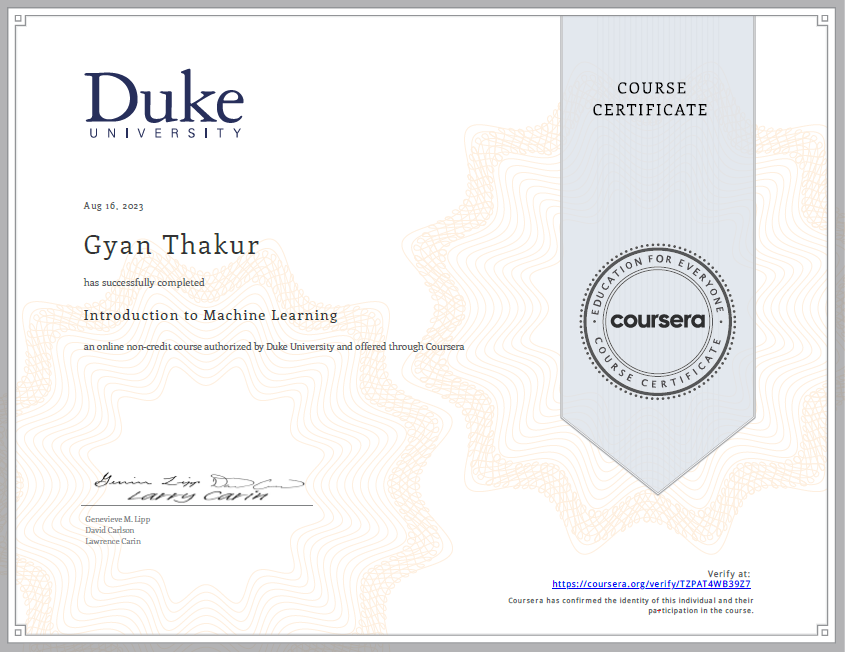 Duke
UNIVERSITY
COURSE
CERTIFICATE
Aug 16, 2023
Gyan Thakur
has successfully completed
Introduction to Machine Learning
an online non-credit course authorized by Duke University and offered through Coursera
EDUCATION FOR EVERYONE
coursera
COURSE CERTIFICATE
Genevieve M. Lipp
David Carlson
Larry Carin
Genevieve M. Lipp
David Carlson
Lawrence Carin
Verify at:
https://coursera.org/verify/TZPAT4WB39Z7
Coursera has confirmed the identity of this individual and their
participation in the course.